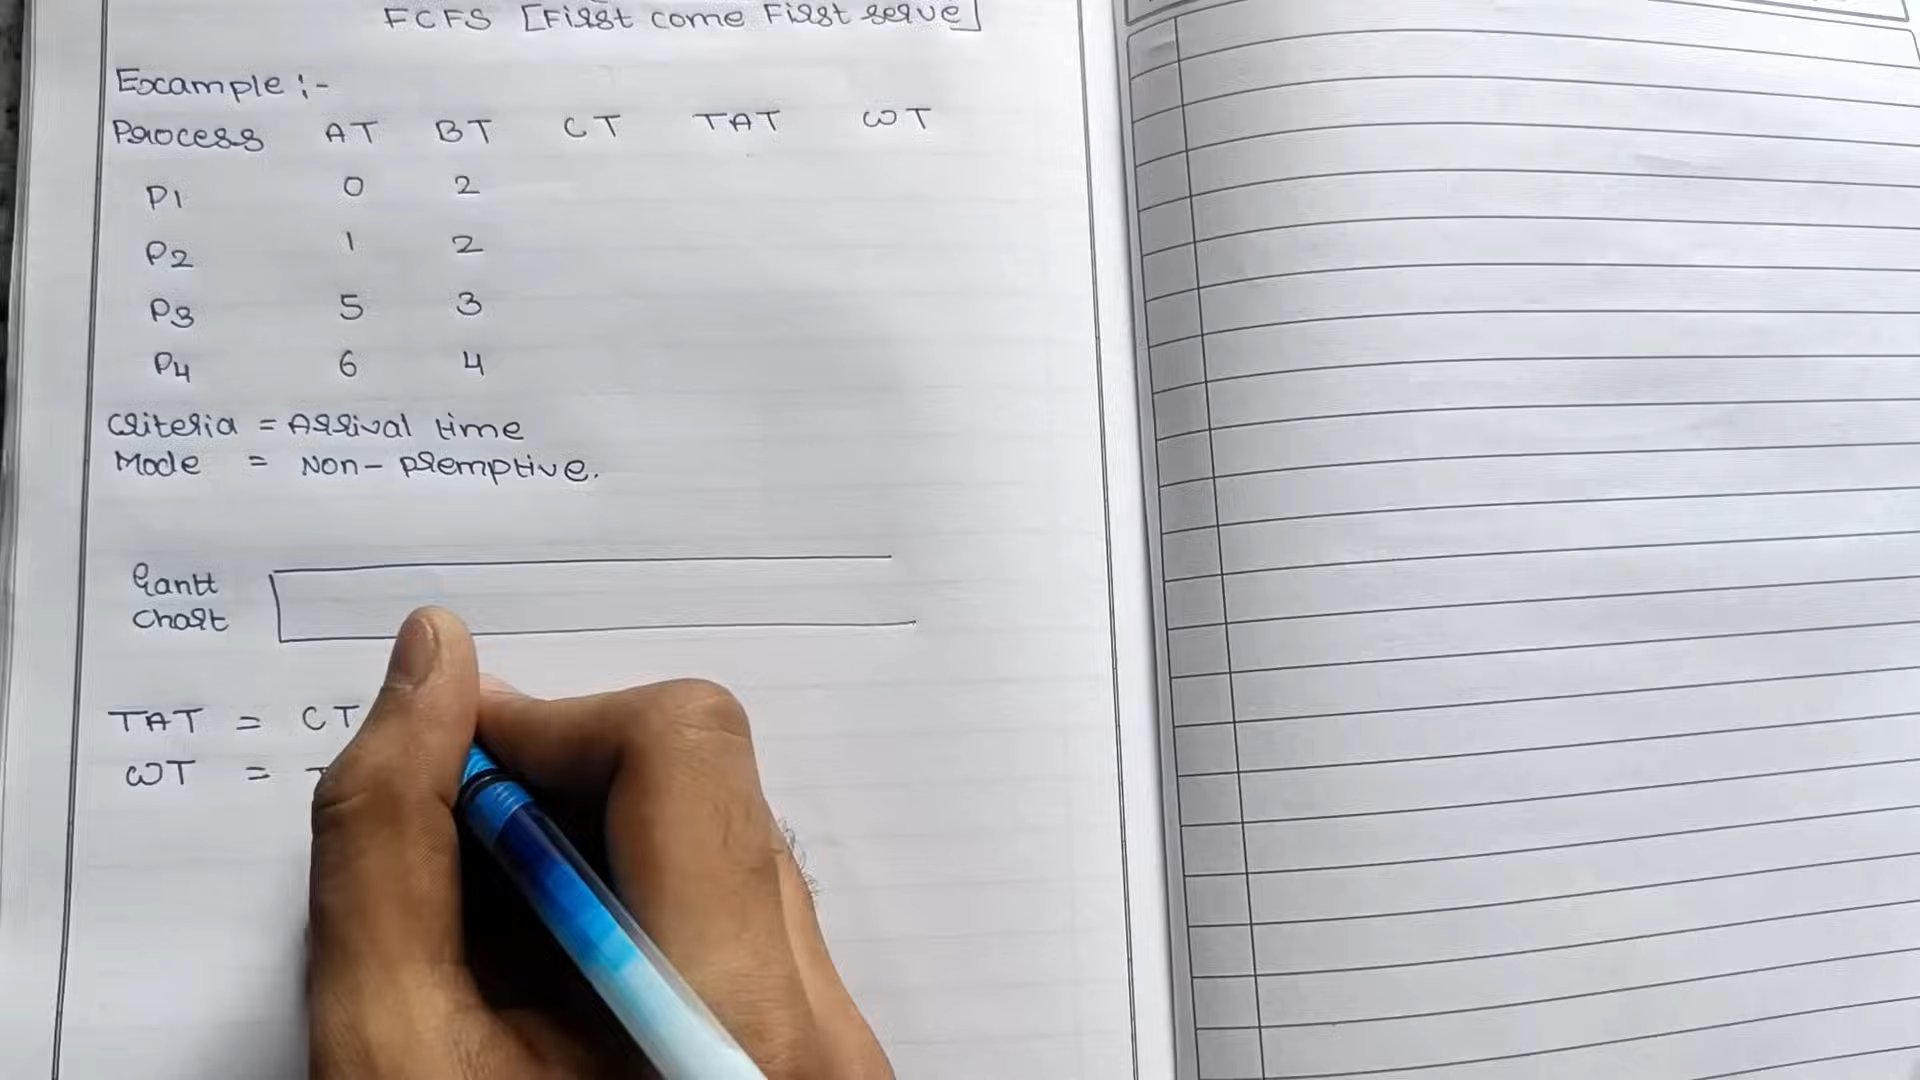 FCFS [First come First serve]
Example :-
Process AT BT CT TAT WT
P1 0 2
P2 1 2
P3 5 3
P4 6 4
Criteria = Arrival time
Mode = Non-premptive.
Gantt
Chart
TAT = CT
WT =